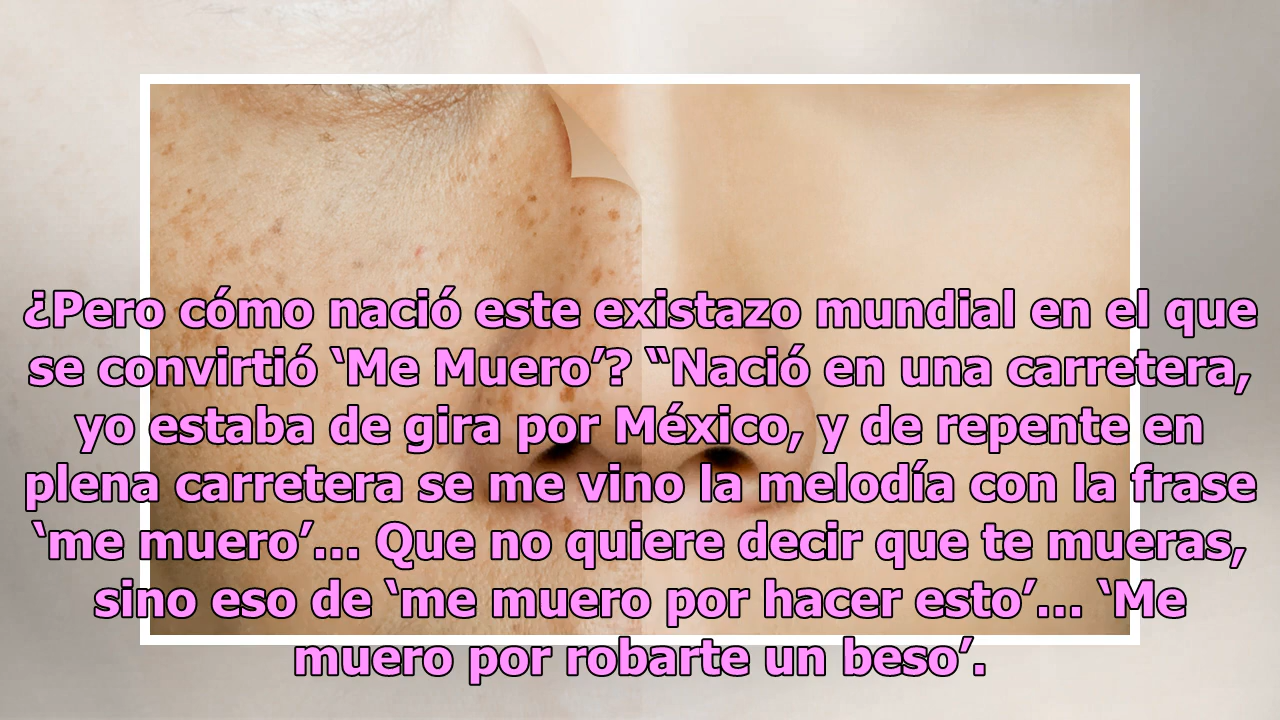 ¿Pero cómo nació este existazo mundial en el que
se convirtió ‘Me Muero’? “Nació en una carretera,
yo estaba de gira por México, y de repente en
plena carretera se me vino la melodía con la frase
‘me muero’... Que no quiere decir que te mueras,
sino eso de ‘me muero por hacer esto’... ‘Me
muero por robarte un beso’.